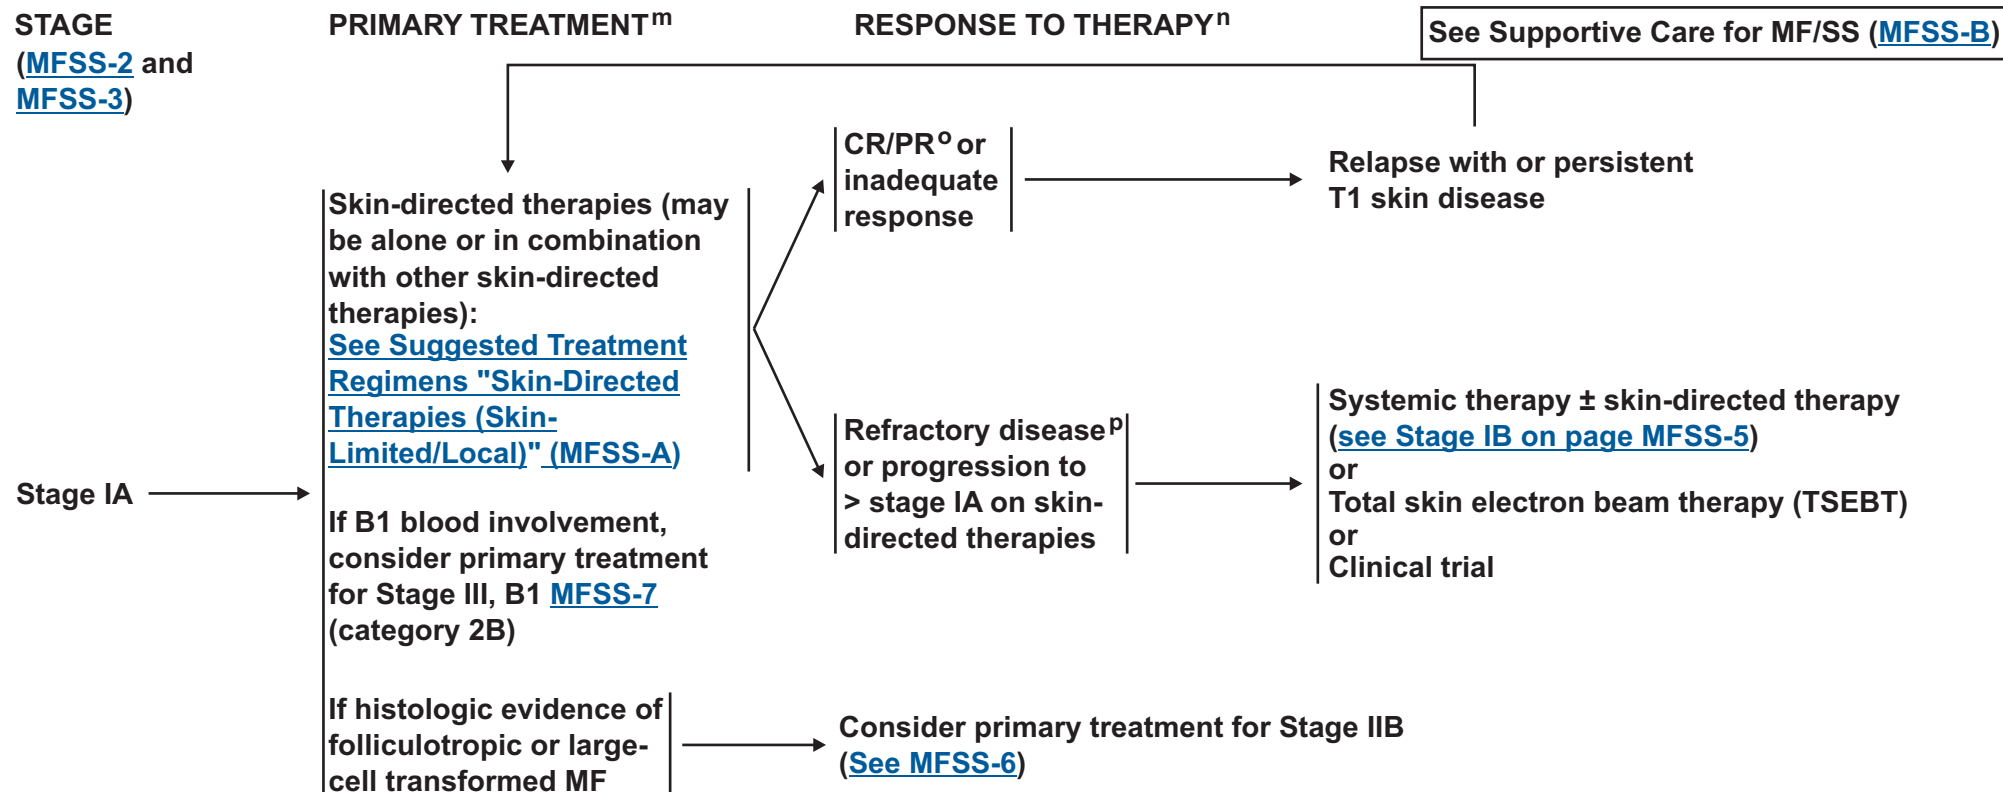 STAGE
(MFSS-2 and
MFSS-3)
PRIMARY TREATMENT^m
RESPONSE TO THERAPY^n
See Supportive Care for MF/SS (MFSS-B)
Stage IA
Skin-directed therapies (may
be alone or in combination
with other skin-directed
therapies):
See Suggested Treatment
Regimens "Skin-Directed
Therapies (Skin-
Limited/Local)" (MFSS-A)
If B1 blood involvement,
consider primary treatment
for Stage III, B1 MFSS-7
(category 2B)
If histologic evidence of
folliculotropic or large-
cell transformed MF
CR/PR^o or
inadequate
response
Relapse with or persistent
T1 skin disease
Refractory disease^p
or progression to
> stage IA on skin-
directed therapies
Systemic therapy ± skin-directed therapy
(see Stage IB on page MFSS-5)
or
Total skin electron beam therapy (TSEBT)
or
Clinical trial
Consider primary treatment for Stage IIB
(See MFSS-6)